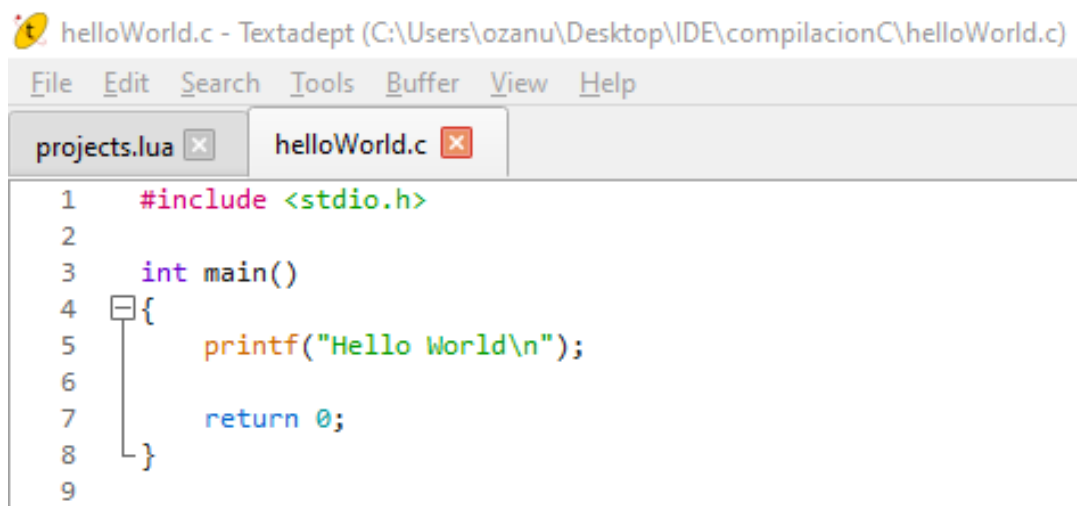 helloWorld.c - Textadept (C:\Users\ozanu\Desktop\IDE\compilacionC\helloWorld.c)
File Edit Search Tools Buffer View Help
projects.lua helloWorld.c
1 #include <stdio.h>
2
3 int main()
4 {
5 printf("Hello World\n");
6
7 return 0;
8 }
9